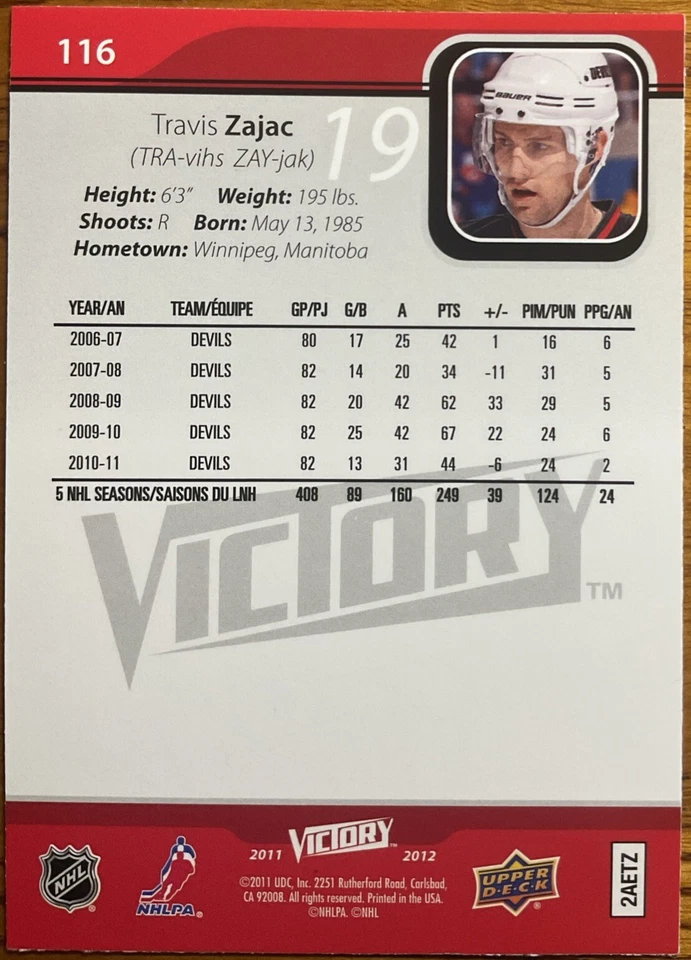 116
DEVILS
BAUER
Travis Zajac 19
(TRA-vihs ZAY-jak)
Height: 6'3" Weight: 195 lbs.
Shoots: R Born: May 13, 1985
Hometown: Winnipeg, Manitoba
YEAR/AN TEAM/ÉQUIPE GP/PJ G/B A PTS +/- PIM/PUN PPG/AN
2006-07 DEVILS 80 17 25 42 1 16 6
2007-08 DEVILS 82 14 20 34 -11 31 5
2008-09 DEVILS 82 20 42 62 33 29 5
2009-10 DEVILS 82 25 42 67 22 24 6
2010-11 DEVILS 82 13 31 44 -6 24 2
5 NHL SEASONS/SAISONS DU LNH 408 89 160 249 39 124 24
VICTORY TM
2011 VICTORY TM 2012
NHL
NHLPA
©2011 UDC, Inc. 2251 Rutherford Road, Carlsbad,
CA 92008. All rights reserved. Printed in the USA.
©NHLPA. ©NHL
UPPER
D·E·C·K
2AETZ